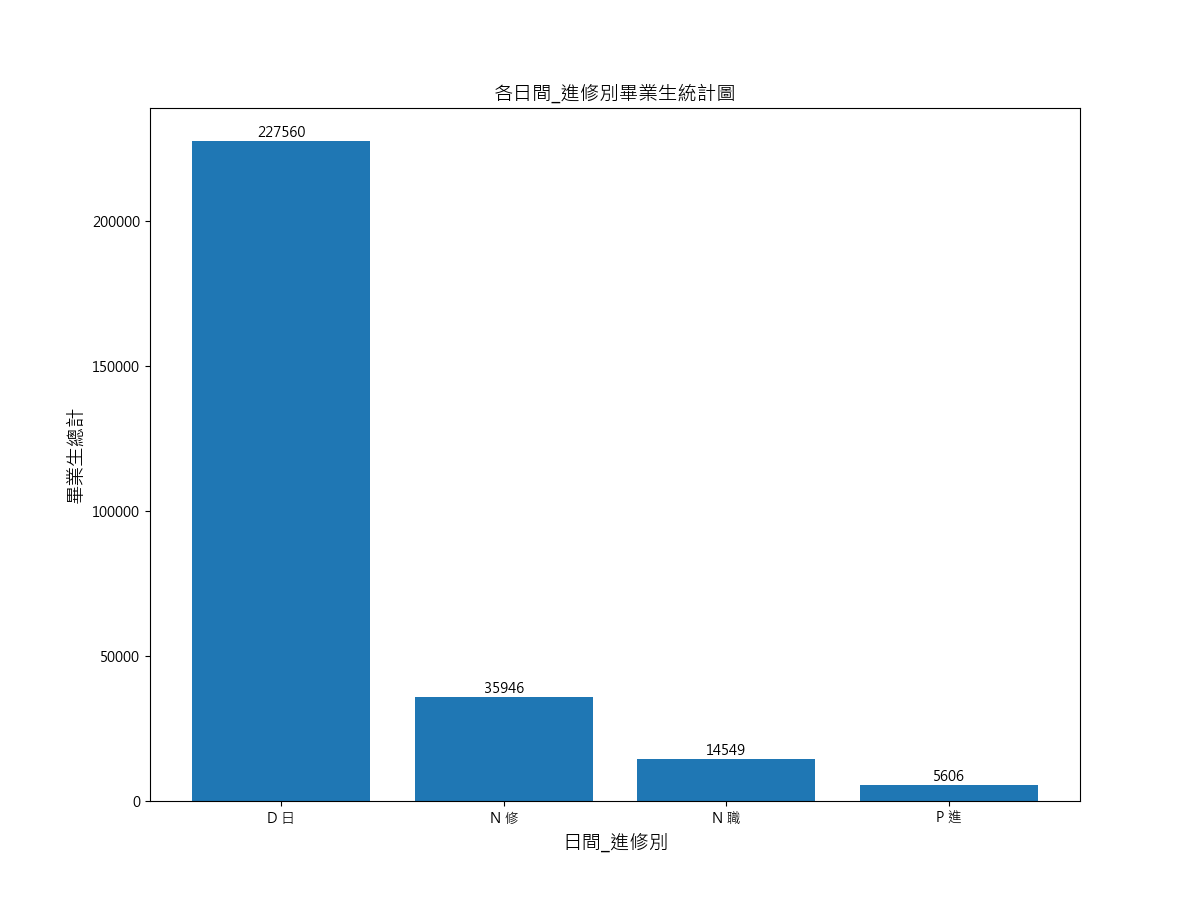 各日間_進修別畢業生統計圖
227560
200000
150000
畢業生總計
100000
50000
35946
14549
5606
0
D 日
N 修
N 職
P 進
日間_進修別